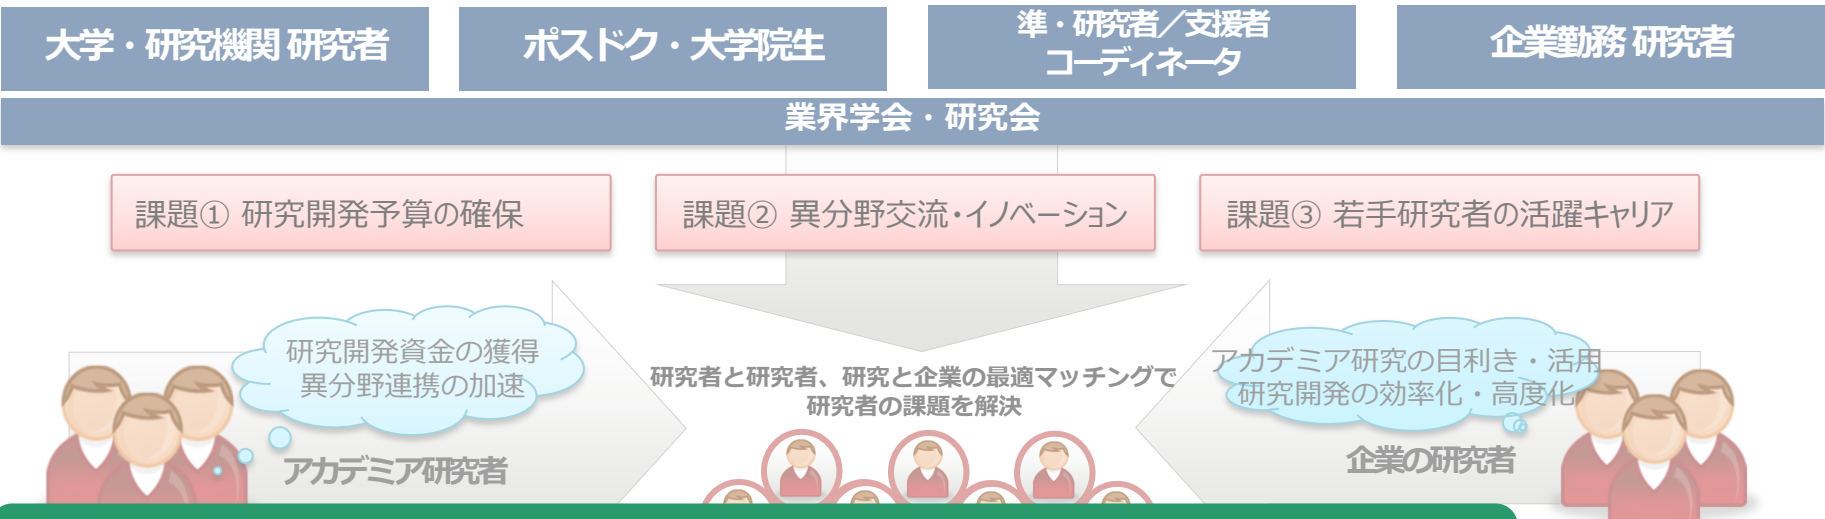 大学・研究機関 研究者
ポスドク・大学院生
準・研究者／支援者
コーディネータ
企業勤務 研究者
業界学会・研究会
課題① 研究開発予算の確保
課題② 異分野交流・イノベーション
課題③ 若手研究者の活躍キャリア
研究開発資金の獲得
異分野連携の加速
アカデミア研究者
研究者と研究者、研究と企業の最適マッチングで
研究者の課題を解決
アカデミア研究の目利き・活用
研究開発の効率化・高度化
企業の研究者